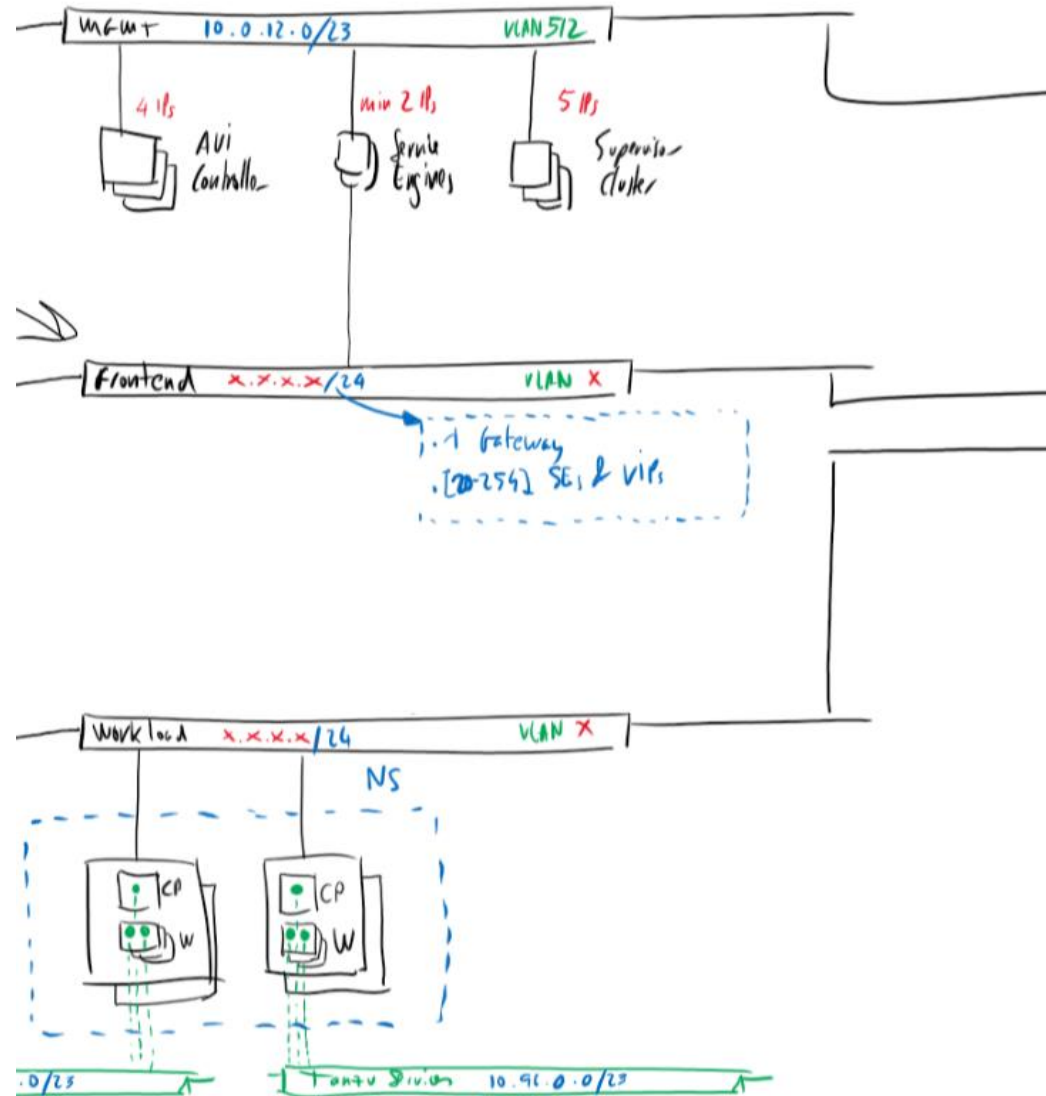 MGMT 10.0.12.0/23 VLAN 512
4 IPs min 2 IPs 5 IPs
AVI Controller
Service Engines
Supervisor Cluster
Frontend x.x.x.x/24 VLAN X
.1 Gateway
.[20-254] SEs & VIPs
Workload x.x.x.x/24 VLAN X
NS
CP CP
W W
.0/23 Tanzu 10.96.0.0/23